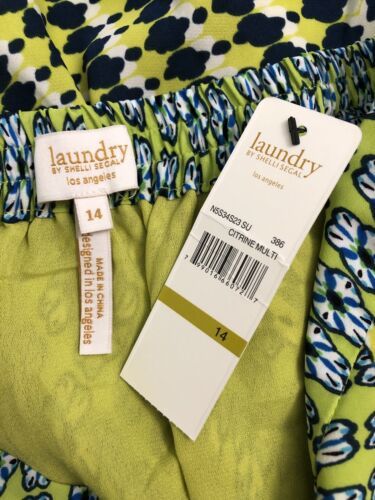 laundry
BY SHELLI SEGAL
los angeles
14
MADE IN CHINA
designed in los angeles
laundry
BY SHELLI SEGAL
los angeles
N5S34S23 SU 386
CITRINE MULTI
14